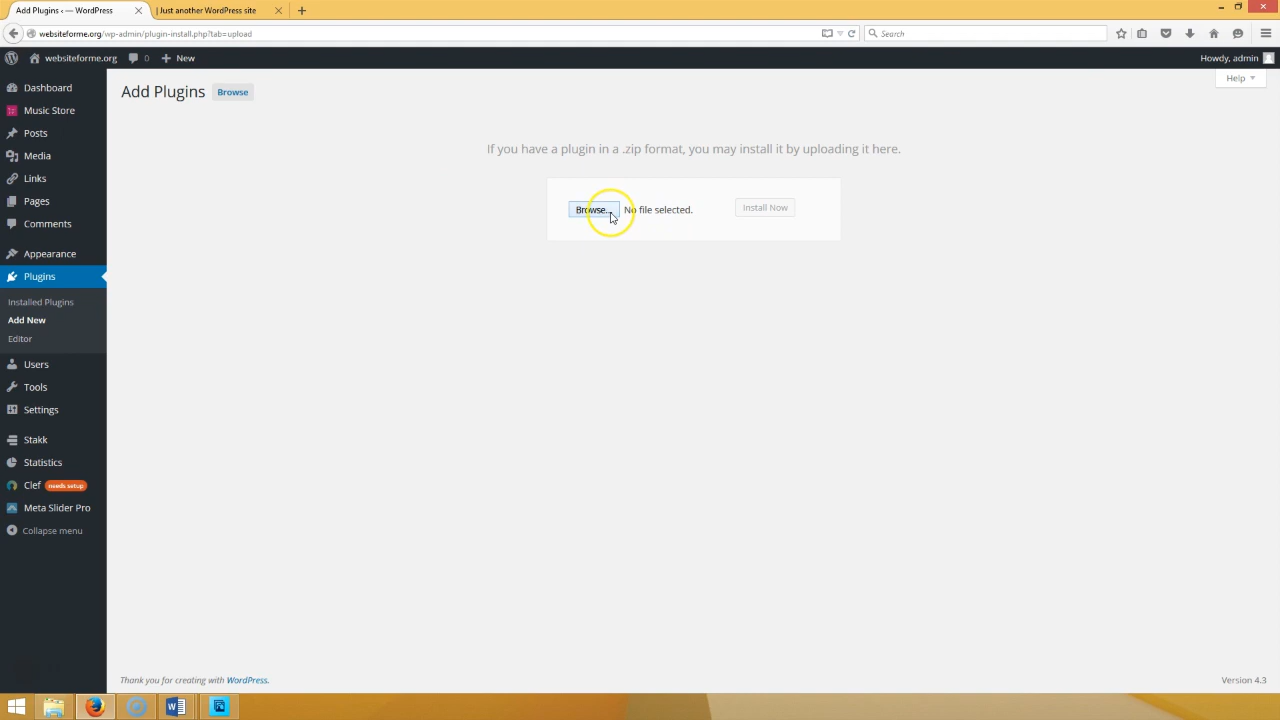 Add Plugins ‹ — WordPress
| Just another WordPress site
websiteforme.org/wp-admin/plugin-install.php?tab=upload
Search
websiteforme.org
0
New
Howdy, admin
Help
Dashboard
Music Store
Posts
Media
Links
Pages
Comments
Appearance
Plugins
Installed Plugins
Add New
Editor
Users
Tools
Settings
Stakk
Statistics
Clef needs setup
Meta Slider Pro
Collapse menu
Add Plugins Browse
If you have a plugin in a .zip format, you may install it by uploading it here.
Browse... No file selected. Install Now
Thank you for creating with WordPress.
Version 4.3